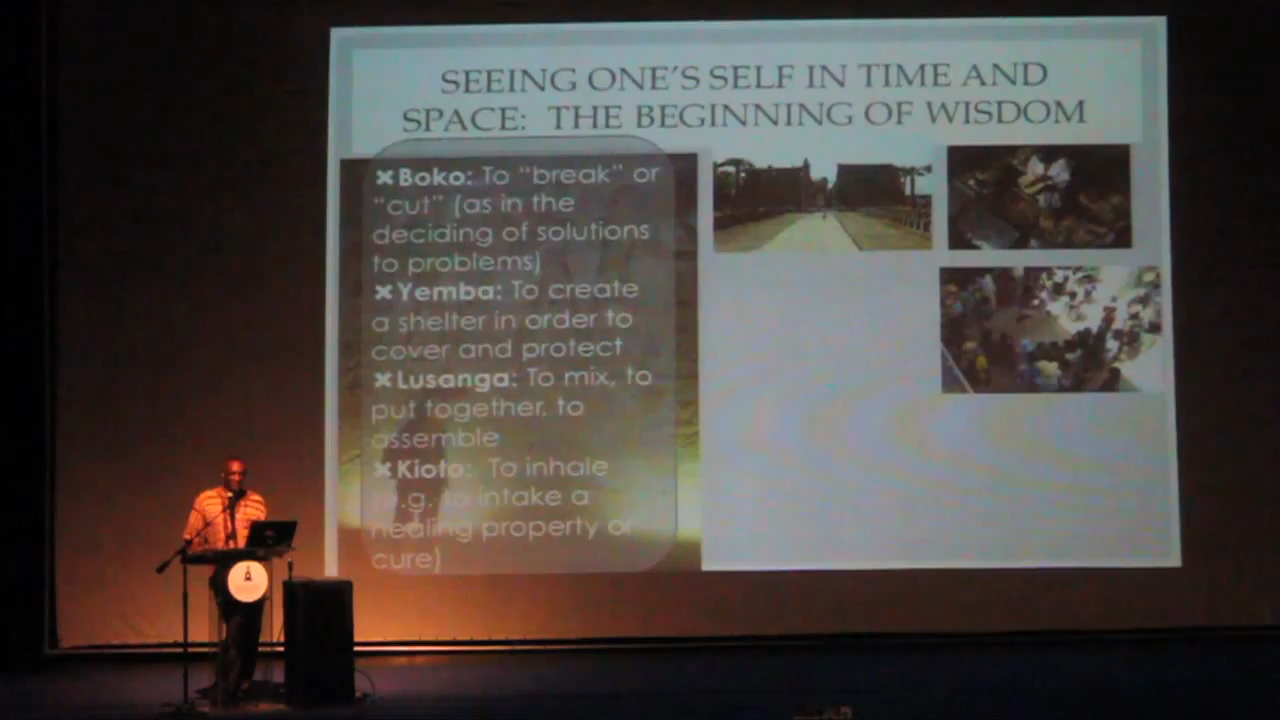 SEEING ONE'S SELF IN TIME AND
SPACE: THE BEGINNING OF WISDOM
✖Boko: To "break" or
"cut" (as in the
deciding of solutions
to problems)
✖Yemba: To create
a shelter in order to
cover and protect
✖Lusanga: To mix, to
put together, to
assemble
✖Kioto: To inhale
(e.g. to intake a
healing property or
cure)